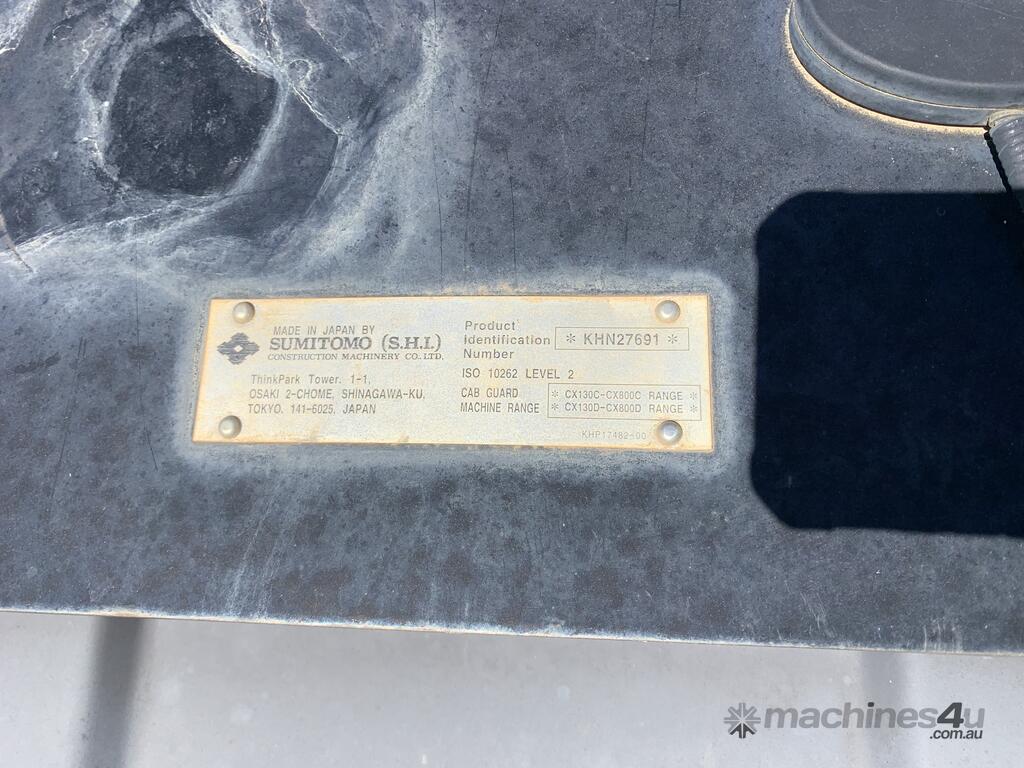 MADE IN JAPAN BY
SUMITOMO (S.H.I.)
CONSTRUCTION MACHINERY CO.,LTD.
ThinkPark Tower. 1-1,
OSAKI 2-CHOME, SHINAGAWA-KU,
TOKYO. 141-6025, JAPAN
Product
Identification
Number
* KHN27691 *
ISO 10262 LEVEL 2
CAB GUARD
MACHINE RANGE
* CX130C-CX800C RANGE *
* CX130D-CX800D RANGE *
KHP17482-00
machines4u
.com.au